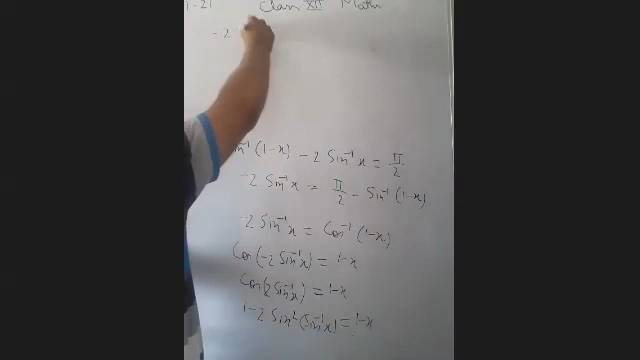 Class XII Math
-2
(1-x) - 2 Sin⁻¹x = π/2
-2 Sin⁻¹x = π/2 - Sin⁻¹(1-x)
-2 Sin⁻¹x = Cos⁻¹(1-x)
Cos(-2 Sin⁻¹x) = 1-x
Cos(2 Sin⁻¹x) = 1-x
1-2 Sin²(Sin⁻¹x) = 1-x